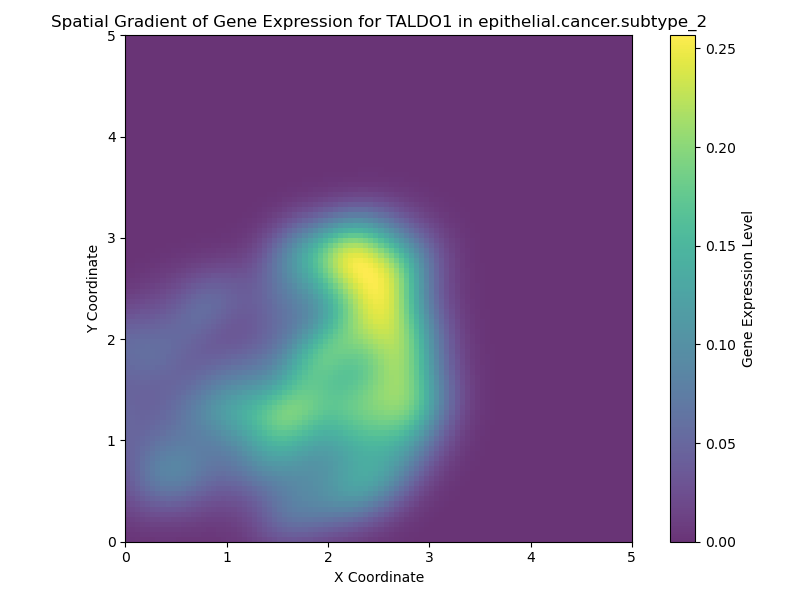 Spatial Gradient of Gene Expression for TALDO1 in epithelial.cancer.subtype_2
5
4
3
2
1
0
Y Coordinate
0 1 2 3 4 5
X Coordinate
0.25
0.20
0.15
0.10
0.05
0.00
Gene Expression Level